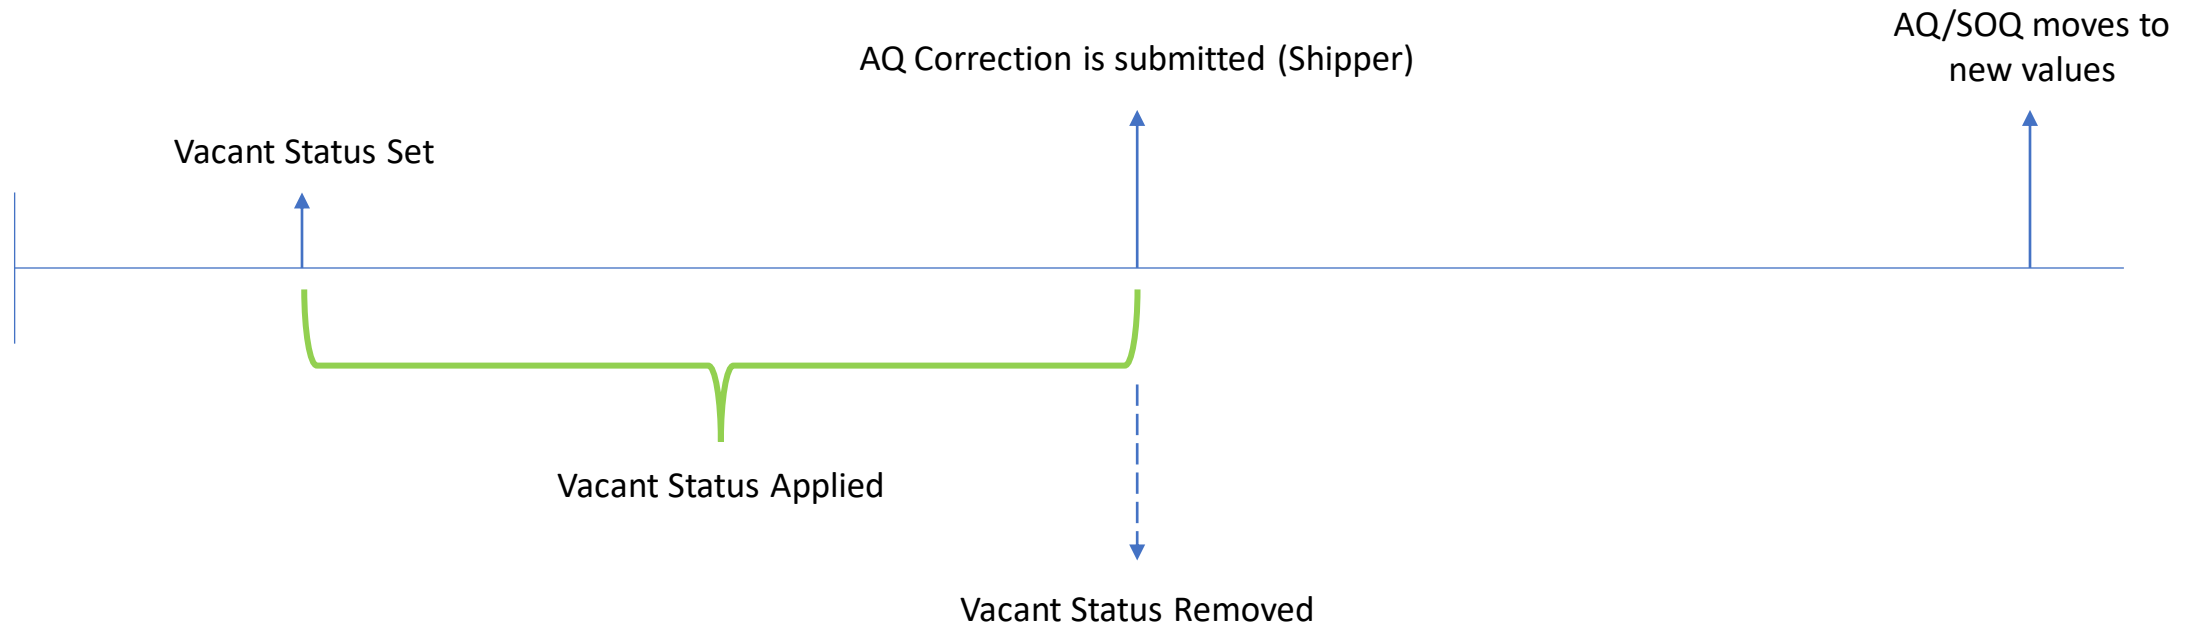 AQ/SOQ moves to
new values
AQ Correction is submitted (Shipper)
Vacant Status Set
Vacant Status Applied
Vacant Status Removed